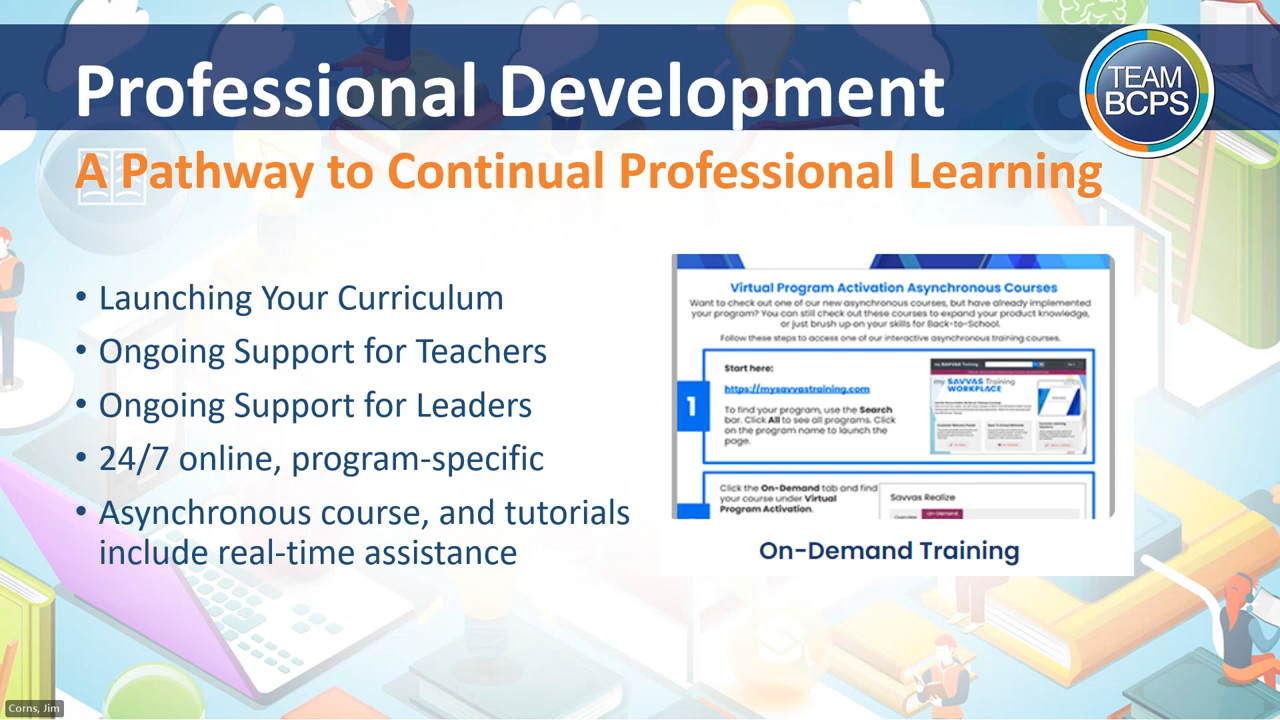 Professional Development
TEAM
BCPS
A Pathway to Continual Professional Learning
• Launching Your Curriculum
• Ongoing Support for Teachers
• Ongoing Support for Leaders
• 24/7 online, program-specific
• Asynchronous course, and tutorials
include real-time assistance
Virtual Program Activation Asynchronous Courses
Want to check out one of our new asynchronous courses, but have already implemented
your program? You can still check out these courses to expand your product knowledge,
or just brush up on your skills for Back-to-School.
Follow these steps to access one of our interactive asynchronous training courses.
1
Start here:
https://mysavvastraining.com
To find your program, use the Search
bar. Click All to see all programs. Click
on the program name to launch the
page.
my SAVVAS Training
my SAVVAS Training
WORKPLACE
Click the On-Demand tab and find
your course under Virtual
Program Activation.
Savvas Realize
Overview
On-Demand
On-Demand Training
Corns, Jim